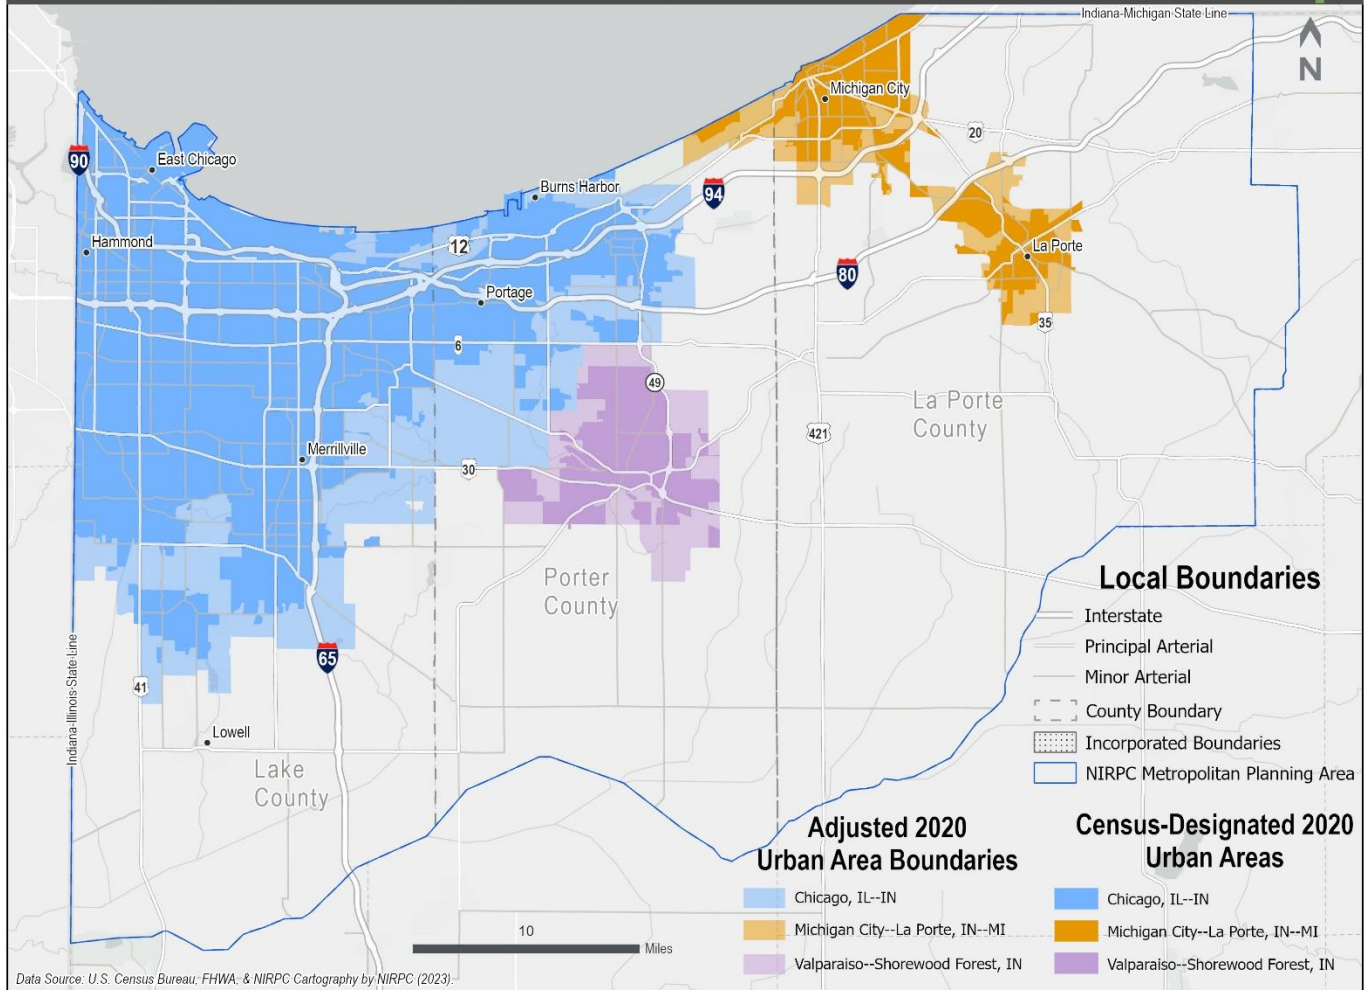 Indiana-Michigan State Line
N
Michigan City
20
90
East Chicago
Burns Harbor
94
Hammond
12
La Porte
80
Portage
35
6
49
La Porte
County
421
Merrillville
30
Porter
County
65
41
Indiana-Illinois State Line
Lowell
Lake
County
Local Boundaries
Interstate
Principal Arterial
Minor Arterial
County Boundary
Incorporated Boundaries
NIRPC Metropolitan Planning Area
Adjusted 2020
Urban Area Boundaries
Chicago, IL--IN
Michigan City--La Porte, IN--MI
Valparaiso--Shorewood Forest, IN
Census-Designated 2020
Urban Areas
Chicago, IL--IN
Michigan City--La Porte, IN--MI
Valparaiso--Shorewood Forest, IN
10
Miles
Data Source: U.S. Census Bureau, FHWA, & NIRPC Cartography by NIRPC (2023).